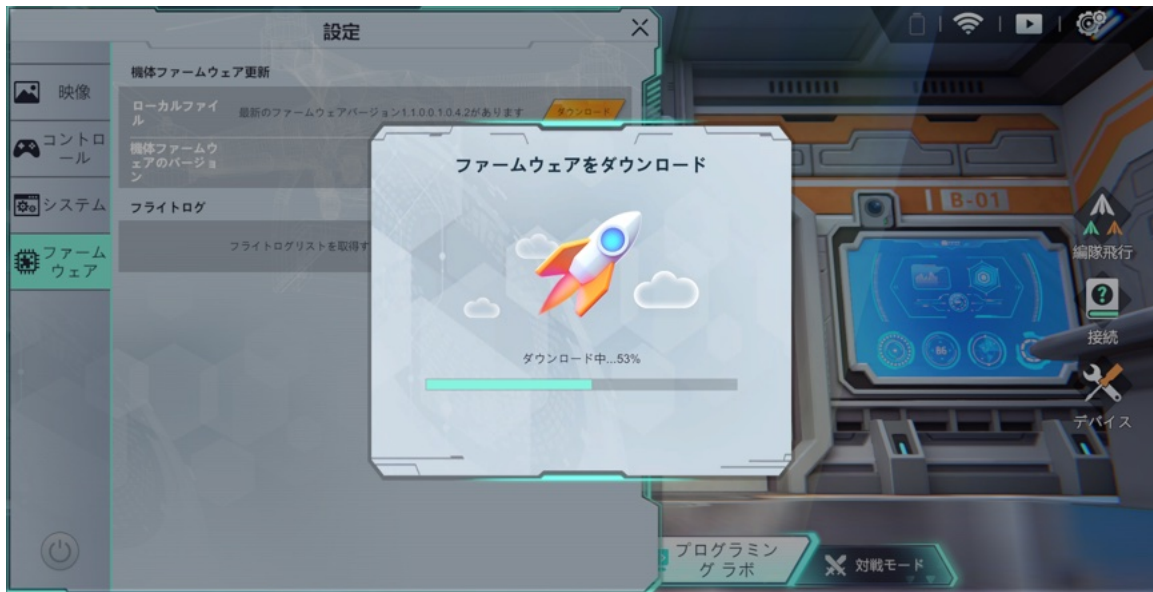 設定
映像
コントロ
ール
システム
ファーム
ウェア
機体ファームウェア更新
ローカルファイ
ル
最新のファームウェアバージョン1.1.0.0.1.0.4.2があります
ダウンロード
機体ファームウ
ェアのバージョ
ン
フライトログ
フライトログリストを取得す
ファームウェアをダウンロード
ダウンロード中...53%
B-01
編隊飛行
接続
デバイス
プログラミン
グ ラボ
対戦モード